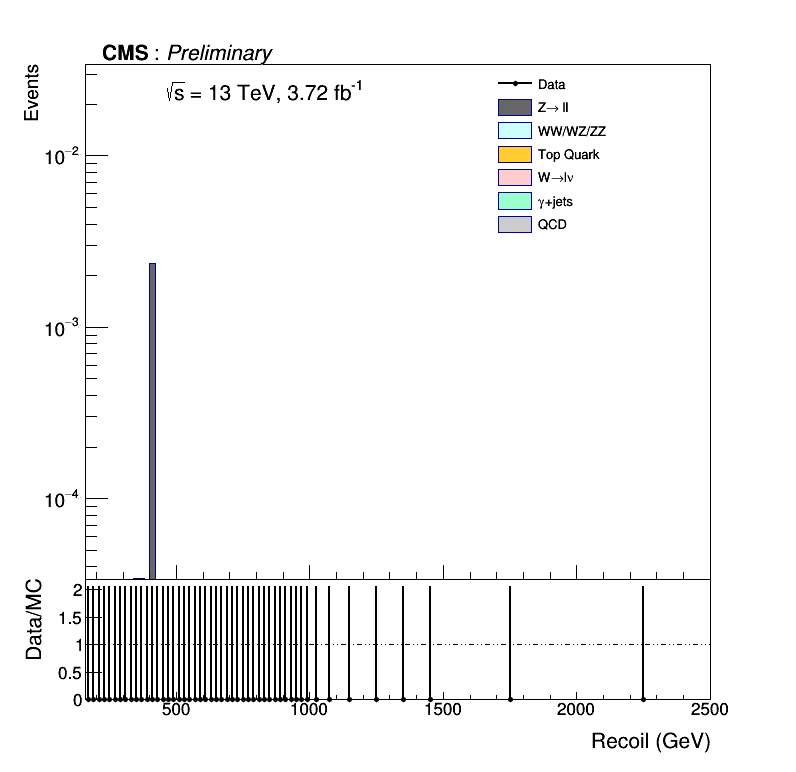 CMS : Preliminary
√s = 13 TeV, 3.72 fb⁻¹
Events
10⁻²
10⁻³
10⁻⁴
Data
Z→ ll
WW/WZ/ZZ
Top Quark
W→lν
γ+jets
QCD
Data/MC
2
1.5
1
0.5
0
500
1000
1500
2000
2500
Recoil (GeV)